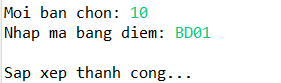 Moi ban chon: 10
Nhap ma bang diem: BD01
Sap xep thanh cong...